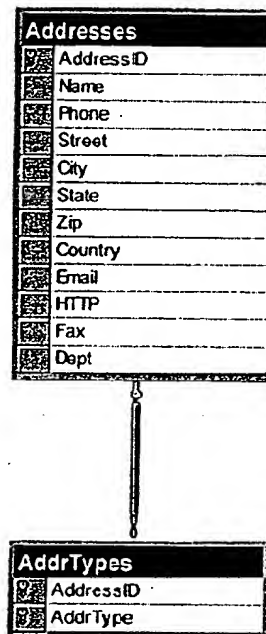 Addresses
AddressID
Name
Phone
Street
City
State
Zip
Country
Email
HTTP
Fax
Dept
AddrTypes
AddressID
AddrType